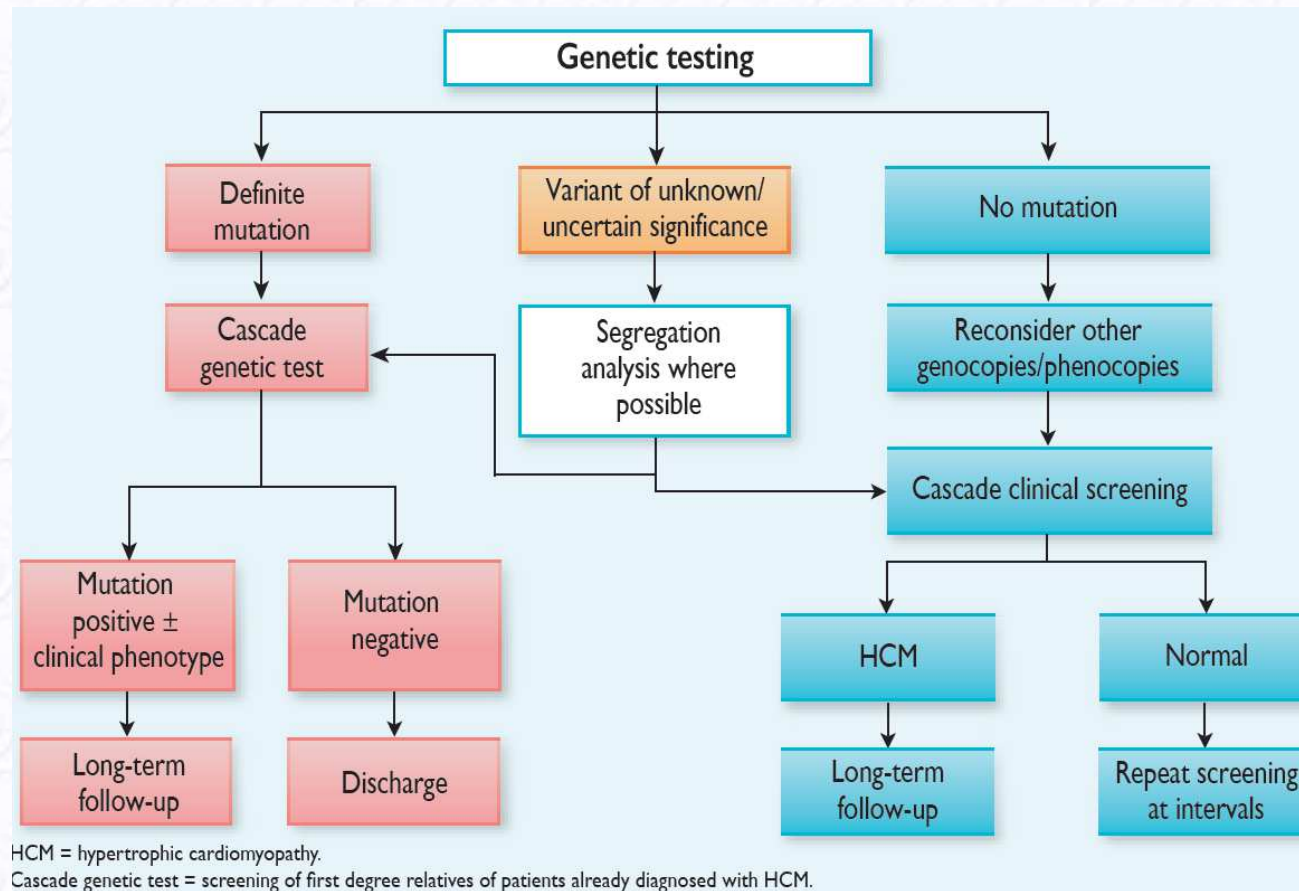 Genetic testing
Definite
mutation
Variant of unknown/
uncertain significance
No mutation
Cascade
genetic test
Segregation
analysis where
possible
Reconsider other
genocopies/phenocopies
Cascade clinical screening
Mutation
positive ±
clinical phenotype
Mutation
negative
HCM
Normal
Long-term
follow-up
Discharge
Long-term
follow-up
Repeat screening
at intervals
HCM = hypertrophic cardiomyopathy.
Cascade genetic test = screening of first degree relatives of patients already diagnosed with HCM.